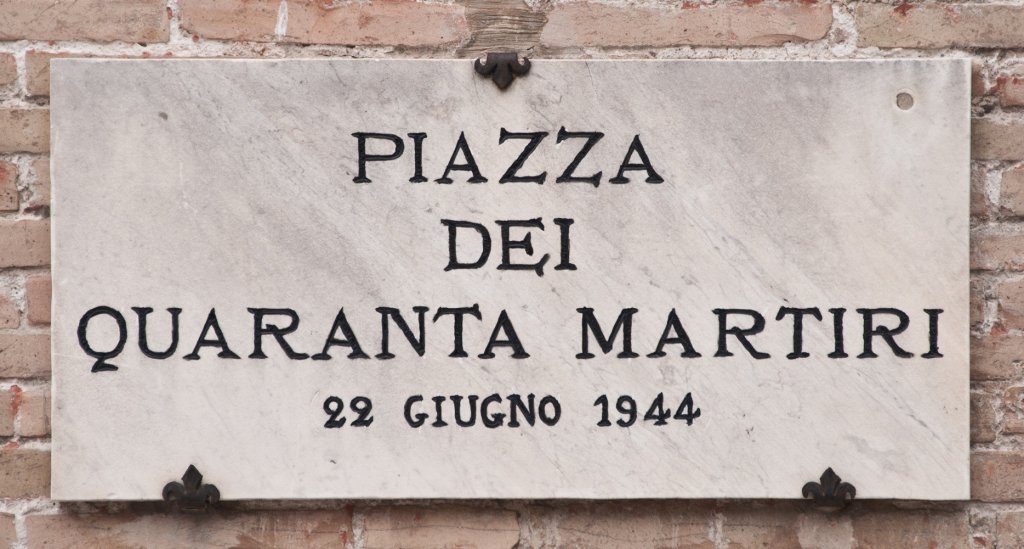 PIAZZA
DEI
QUARANTA MARTIRI
22 GIUGNO 1944